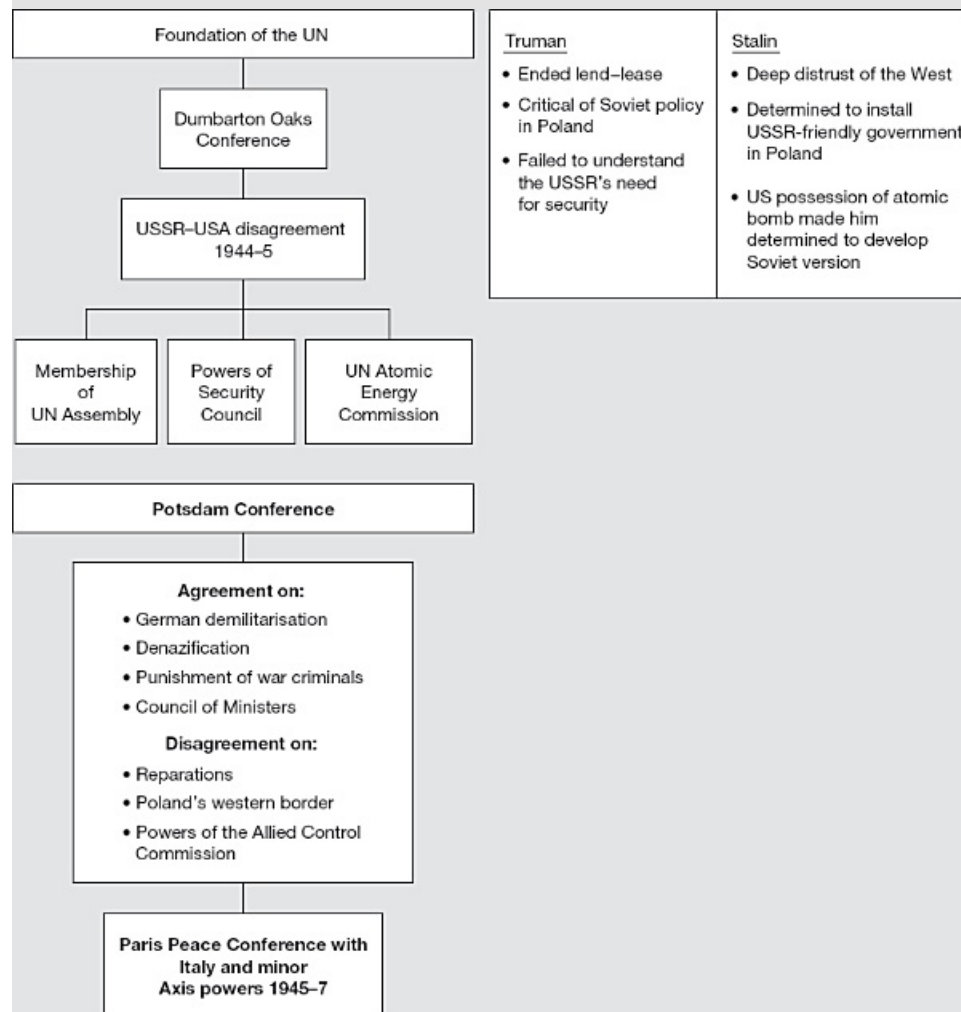 Foundation of the UN
Dumbarton Oaks
Conference
USSR–USA disagreement
1944–5
Membership
of
UN Assembly
Powers of
Security
Council
UN Atomic
Energy
Commission
Truman
• Ended lend–lease
• Critical of Soviet policy
in Poland
• Failed to understand
the USSR's need
for security
Stalin
• Deep distrust of the West
• Determined to install
USSR-friendly government
in Poland
• US possession of atomic
bomb made him
determined to develop
Soviet version
Potsdam Conference
Agreement on:
• German demilitarisation
• Denazification
• Punishment of war criminals
• Council of Ministers
Disagreement on:
• Reparations
• Poland's western border
• Powers of the Allied Control
Commission
Paris Peace Conference with
Italy and minor
Axis powers 1945–7